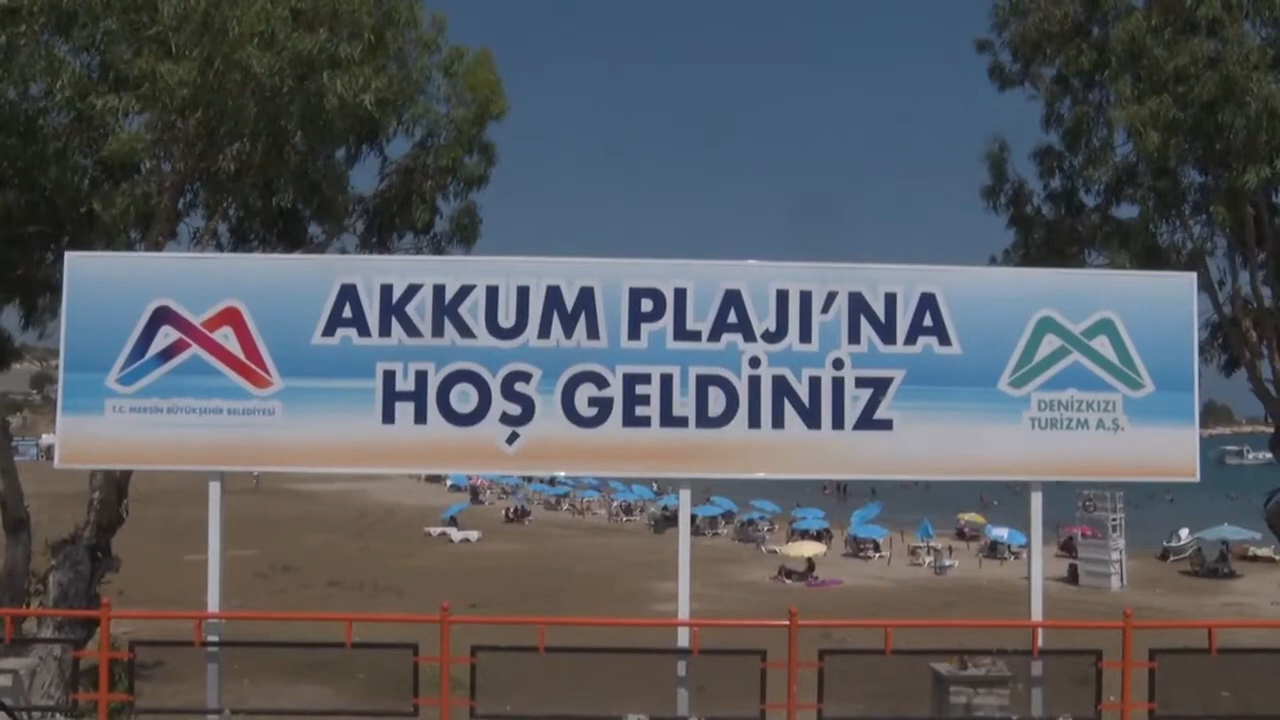 AKKUM PLAJI'NA
HOŞ GELDİNİZ
T.C. MERSİN BÜYÜKŞEHİR BELEDİYESİ
DENİZKIZI
TURİZM A.Ş.